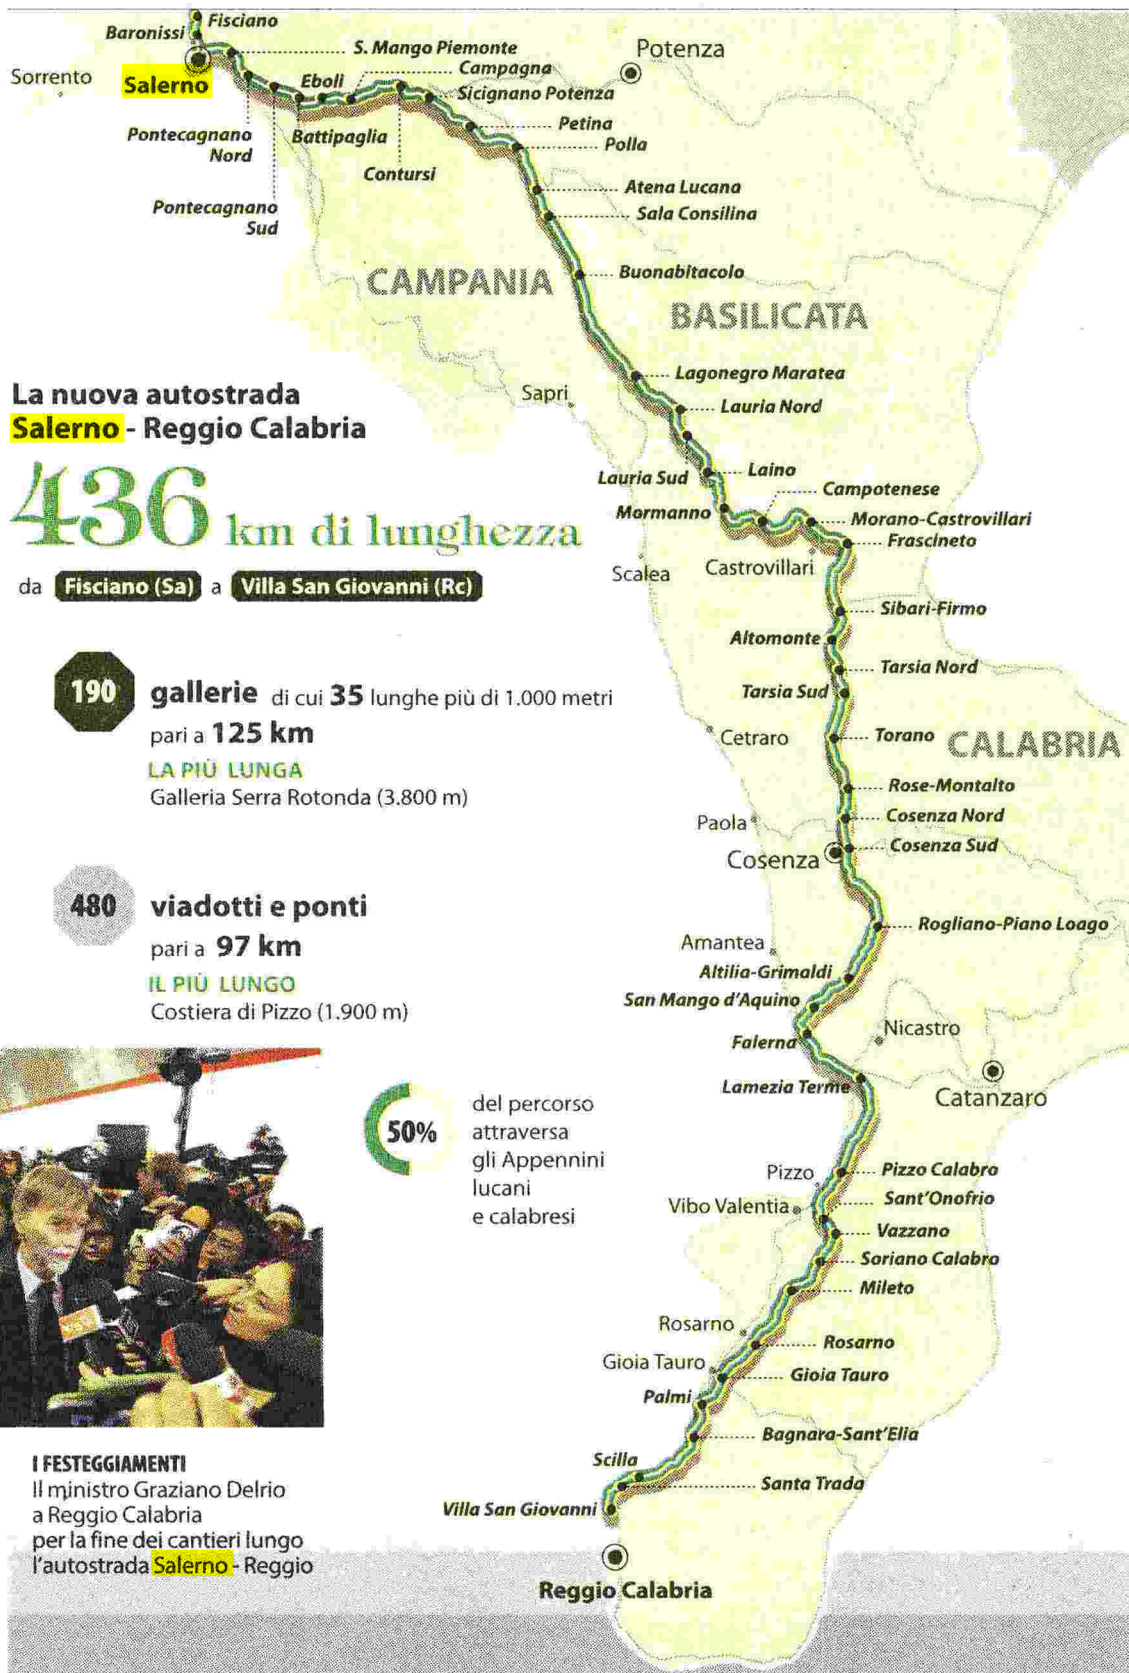 Fisciano
Baronissi
S. Mango Piemonte
Potenza
Campagna
Sorrento
Salerno
Eboli
Sicignano Potenza
Petina
Pontecagnano
Nord
Battipaglia
Polla
Contursi
Atena Lucana
Pontecagnano
Sud
Sala Consilina
Buonabitacolo
CAMPANIA
BASILICATA
Lagonegro Maratea
La nuova autostrada
Salerno - Reggio Calabria
Sapri
Lauria Nord
436 km di lunghezza
da Fisciano (Sa) a Villa San Giovanni (Rc)
Lauria Sud
Laino
Campotenese
Mormanno
Morano-Castrovillari
Frascineto
Scalea
Castrovillari
Sibari-Firmo
Altomonte
Tarsia Nord
Tarsia Sud
190 gallerie di cui 35 lunghe più di 1.000 metri
pari a 125 km
LA PIÙ LUNGA
Galleria Serra Rotonda (3.800 m)
Cetraro
Torano
CALABRIA
Rose-Montalto
Paola
Cosenza Nord
Cosenza
Cosenza Sud
480 viadotti e ponti
pari a 97 km
IL PIÙ LUNGO
Costiera di Pizzo (1.900 m)
Rogliano-Piano Loago
Amantea
Altilia-Grimaldi
San Mango d'Aquino
Nicastro
Falerna
Lamezia Terme
Catanzaro
50%
del percorso
attraversa
gli Appennini
lucani
e calabresi
Pizzo
Pizzo Calabro
Vibo Valentia
Sant'Onofrio
Vazzano
Soriano Calabro
Mileto
Rosarno
Rosarno
Gioia Tauro
Gioia Tauro
Palmi
Bagnara-Sant'Elia
Scilla
Santa Trada
Villa San Giovanni
Reggio Calabria
I FESTEGGIAMENTI
Il ministro Graziano Delrio
a Reggio Calabria
per la fine dei cantieri lungo
l'autostrada Salerno - Reggio